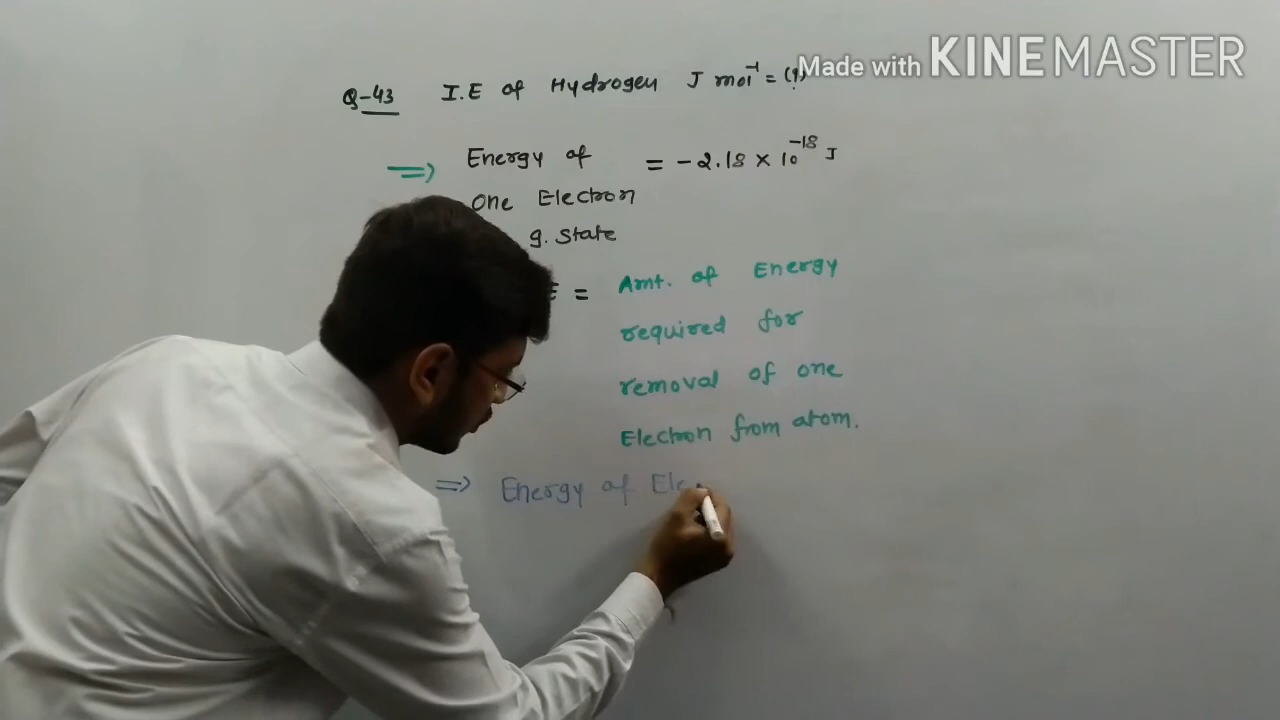 Made with KINEMASTER
Q-43 I.E of Hydrogen J mol⁻¹ = (?)
⇒ Energy of = -2.18 × 10⁻¹⁸ J
One Electron
g. State
E = Amt. of Energy
required for
removal of one
Electron from atom.
⇒ Energy of Ele